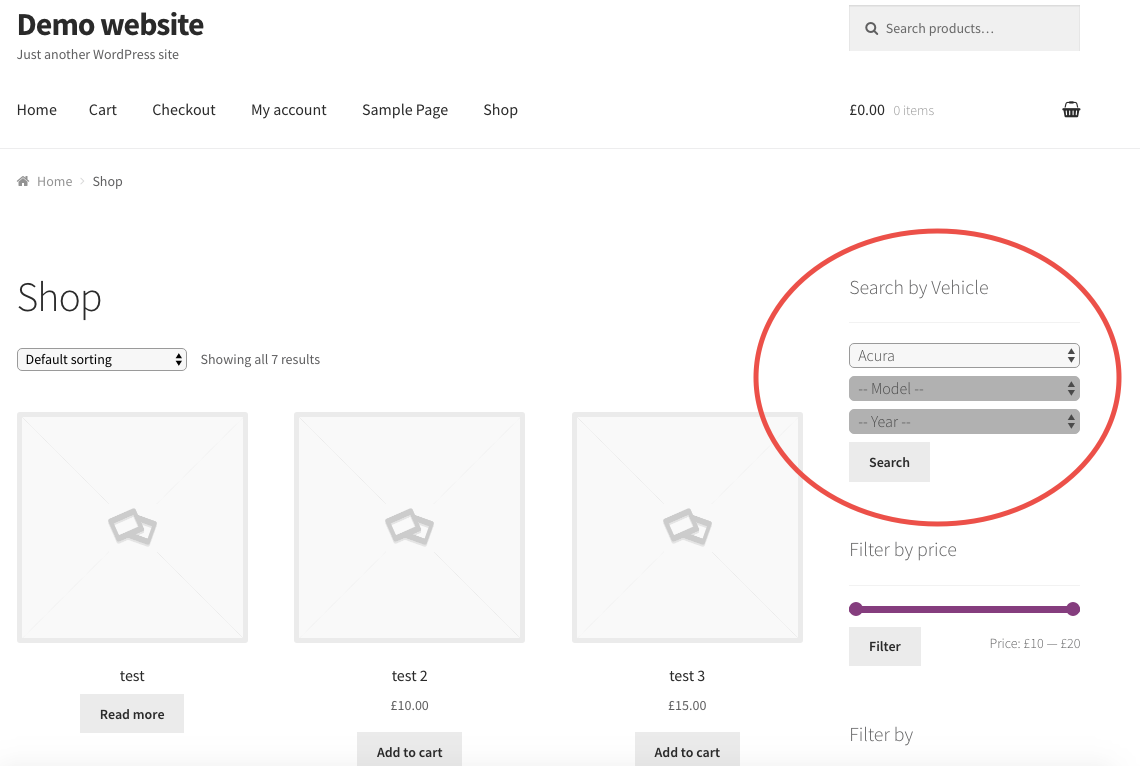 Demo website
Just another WordPress site
Search products…
Home Cart Checkout My account Sample Page Shop
£0.00 0 items
Home Shop
Shop
Default sorting
Showing all 7 results
Search by Vehicle
Acura
-- Model --
-- Year --
Search
test
Read more
test 2
£10.00
Add to cart
test 3
£15.00
Add to cart
Filter by price
Filter
Price: £10 — £20
Filter by